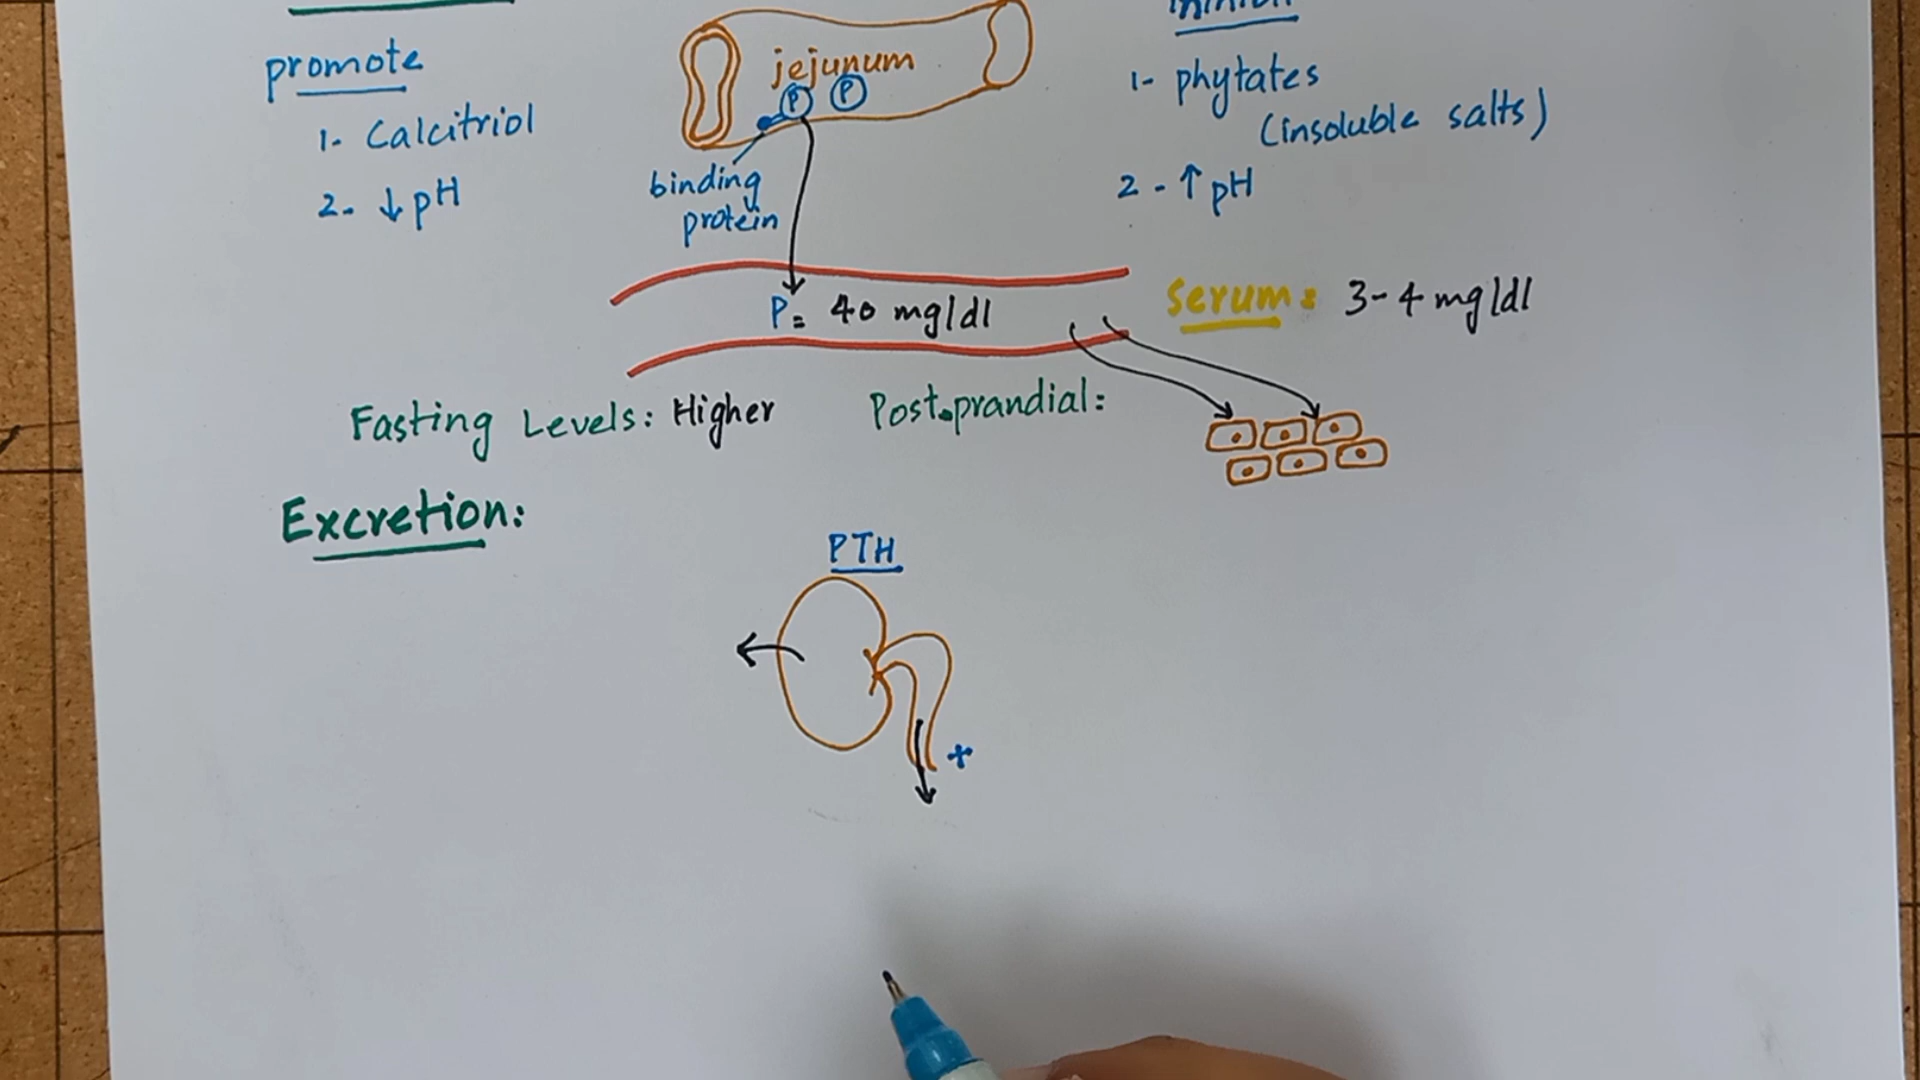 promote
1- Calcitriol
2- ↓ pH
jejunum
P P
binding
protein
1- phytates
(insoluble salts)
2 - ↑ pH
P = 40 mg/dl
Serum = 3-4 mg/dl
Fasting Levels: Higher
Post.prandial:
Excretion:
PTH
+